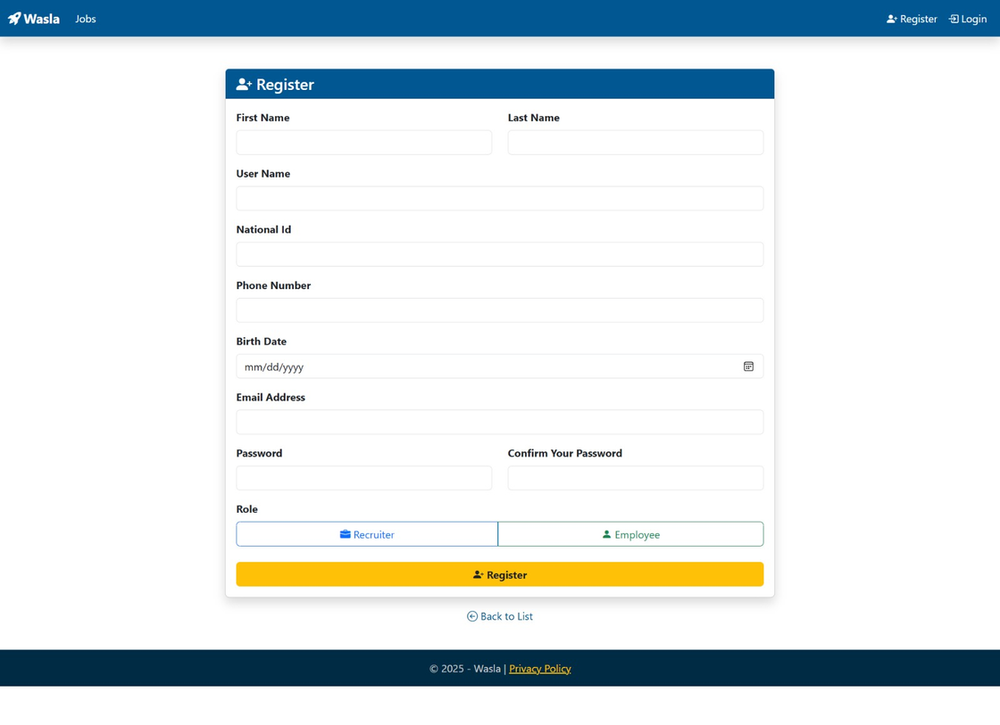 Wasla Jobs Register Login
Register
First Name Last Name
User Name
National Id
Phone Number
Birth Date
mm/dd/yyyy
Email Address
Password Confirm Your Password
Role
Recruiter Employee
Register
Back to List
© 2025 - Wasla | Privacy Policy